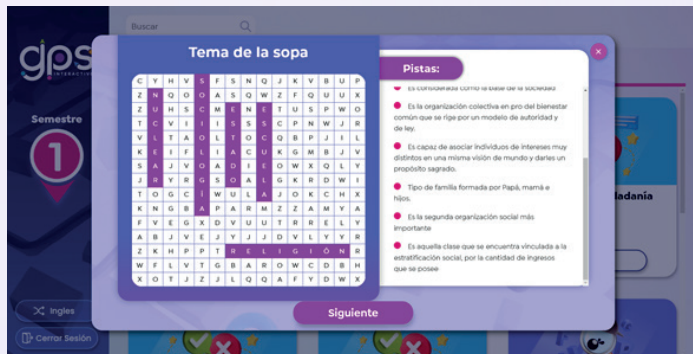 Buscar
gps
INTERACTIVO
Semestre
1
Ingles
Cerrar Sesión
Tema de la sopa
C Y H V S F S N Q J K V B U P
Z N Q O O A S Q W Z F Q U U X
Z U H S C M E N E T U S P W O
T C V I I I S S S C P N W J R
V L T A O L T O C Q B P J I L
K E I F L I A C U K G M B J V
S A J V O A D I E O W X Q L Y
J R Y R G S O A L G K R D W I
T O G C Í W U L A J O K C H X
K N G B A P A R M Z Z A M Y A
F V E G X D V U U T R R E L Y
A B J V E J Y J J D V L Y Y R
Z K H P P T R E L I G I Ó N R
W F L V T G B A R O W C D B H
X O T J Z J L Q Q A F Y D W X
Pistas:
Es considerada como la base de la sociedad
Es la organización colectiva en pro del bienestar
común que se rige por un modelo de autoridad y
de ley.
Es capaz de asociar individuos de intereses muy
distintos en una misma visión de mundo y darles un
propósito sagrado.
Tipo de familia formada por Papá, mamá e
hijos.
Es la segunda organización social más
importante
Es aquella clase que se encuentra vinculada a la
estratificación social, por la cantidad de ingresos
que se posee
Siguiente